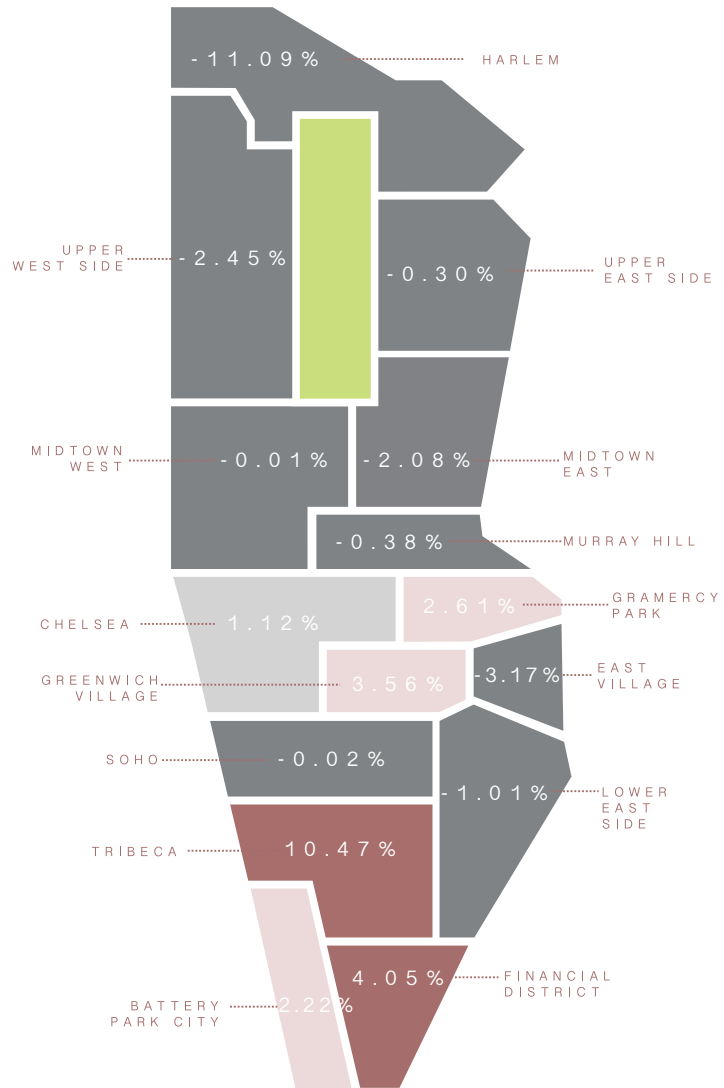 -11.09%
HARLEM
UPPER
WEST SIDE
-2.45%
-0.30%
UPPER
EAST SIDE
MIDTOWN
WEST
-0.01%
-2.08%
MIDTOWN
EAST
-0.38%
MURRAY HILL
CHELSEA
1.12%
2.61%
GRAMERCY
PARK
GREENWICH
VILLAGE
3.56%
-3.17%
EAST
VILLAGE
SOHO
-0.02%
-1.01%
LOWER
EAST
SIDE
TRIBECA
10.47%
BATTERY
PARK CITY
2.22%
4.05%
FINANCIAL
DISTRICT